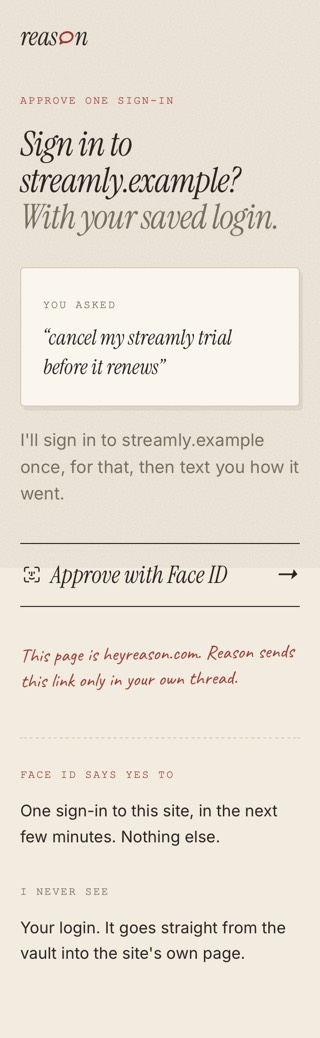 reason
APPROVE ONE SIGN-IN
Sign in to
streamly.example?
With your saved login.
YOU ASKED
“cancel my streamly trial
before it renews”
I'll sign in to streamly.example
once, for that, then text you how it
went.
Approve with Face ID →
This page is heyreason.com. Reason sends
this link only in your own thread.
FACE ID SAYS YES TO
One sign-in to this site, in the next
few minutes. Nothing else.
I NEVER SEE
Your login. It goes straight from the
vault into the site's own page.